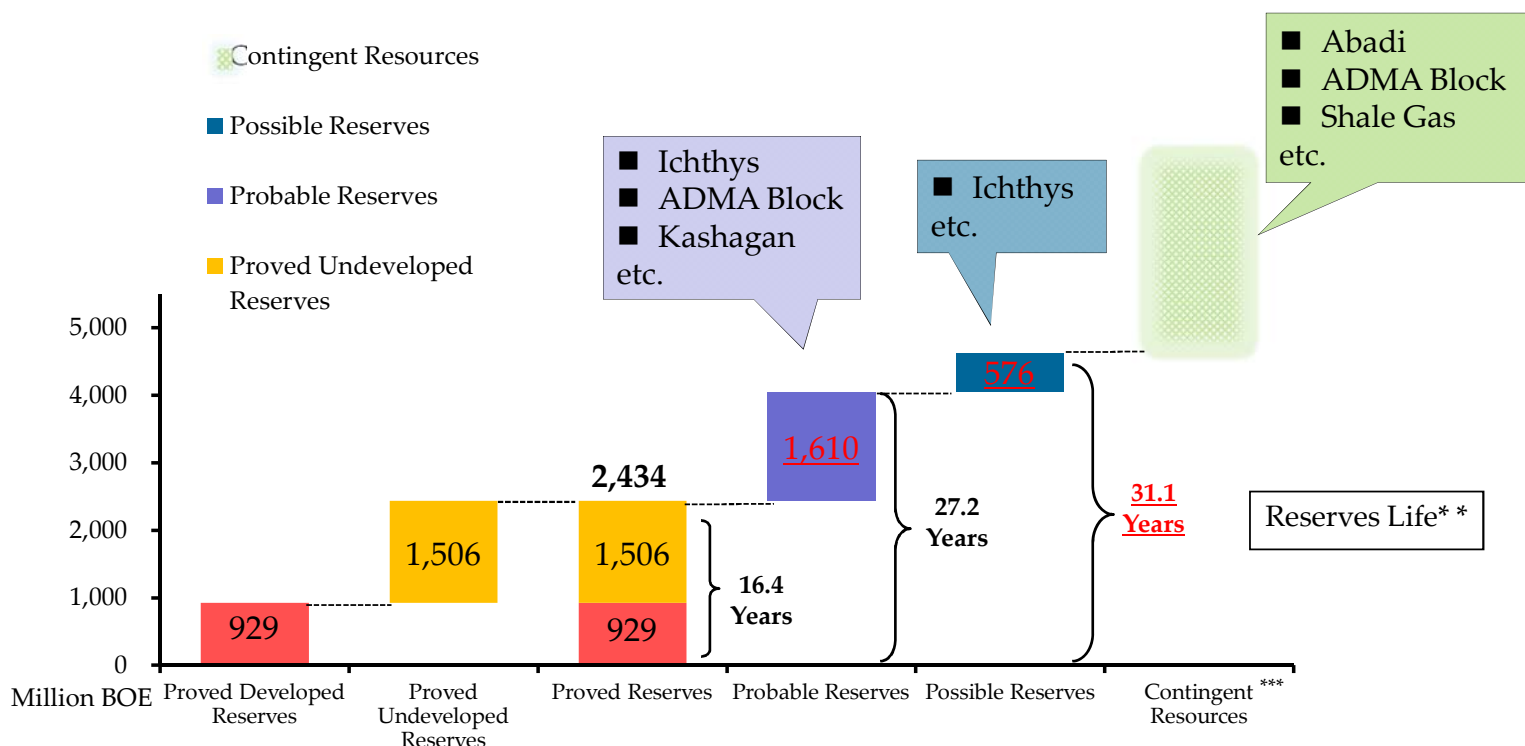 Contingent Resources
Possible Reserves
Probable Reserves
Proved Undeveloped
Reserves
■ Ichthys
■ ADMA Block
■ Kashagan
etc.
■ Ichthys
etc.
■ Abadi
■ ADMA Block
■ Shale Gas
etc.
5,000
4,000
3,000
2,000
1,000
0
Million BOE
929
1,506
2,434
1,506
929
16.4
Years
1,610
27.2
Years
576
31.1
Years
Reserves Life* *
Proved Developed
Reserves
Proved
Undeveloped
Reserves
Proved Reserves
Probable Reserves
Possible Reserves
Contingent ***
Resources